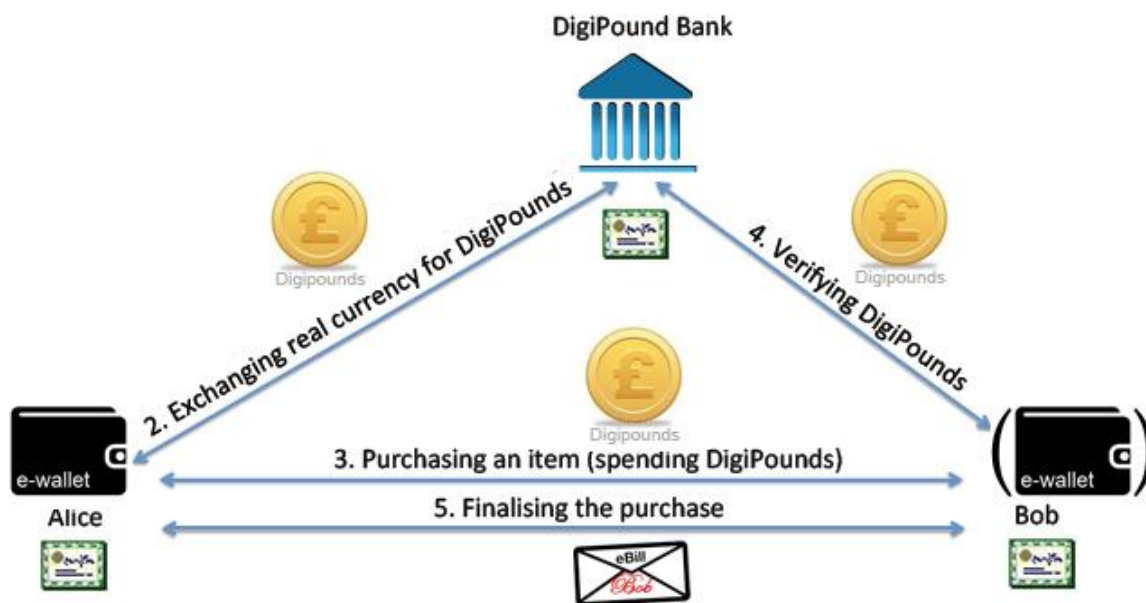 DigiPound Bank
Digipounds
Digipounds
2. Exchanging real currency for DigiPounds
4. Verifying DigiPounds
Digipounds
e-wallet
3. Purchasing an item (spending DigiPounds)
( e-wallet )
Alice
5. Finalising the purchase
Bob
eBill
Bob